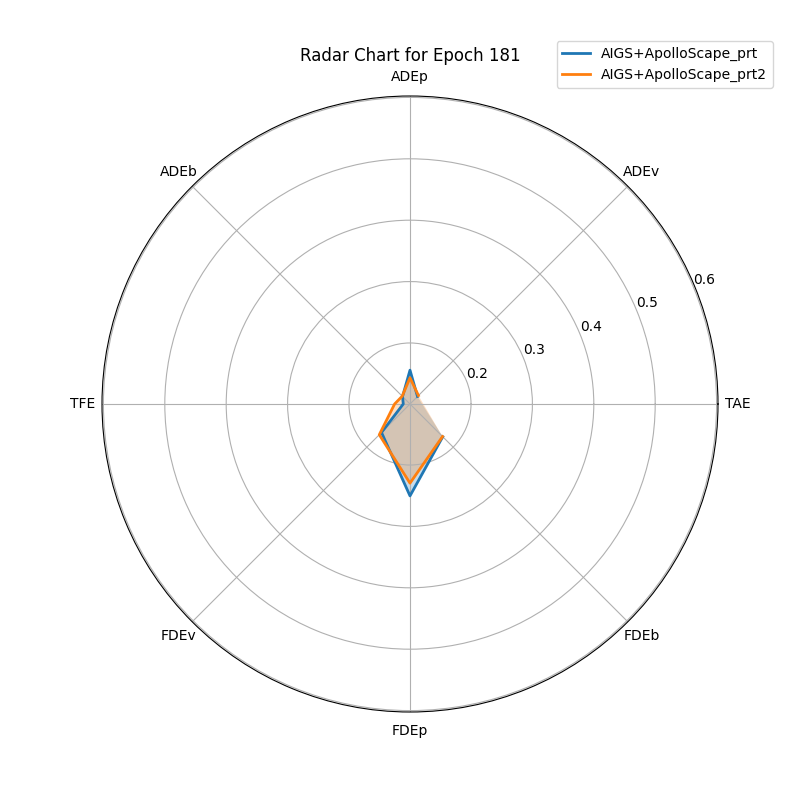 Radar Chart for Epoch 181
AIGS+ApolloScape_prt
AIGS+ApolloScape_prt2
ADEp
ADEb
ADEv
0.6
0.5
0.4
0.3
0.2
TFE
TAE
FDEv
FDEb
FDEp